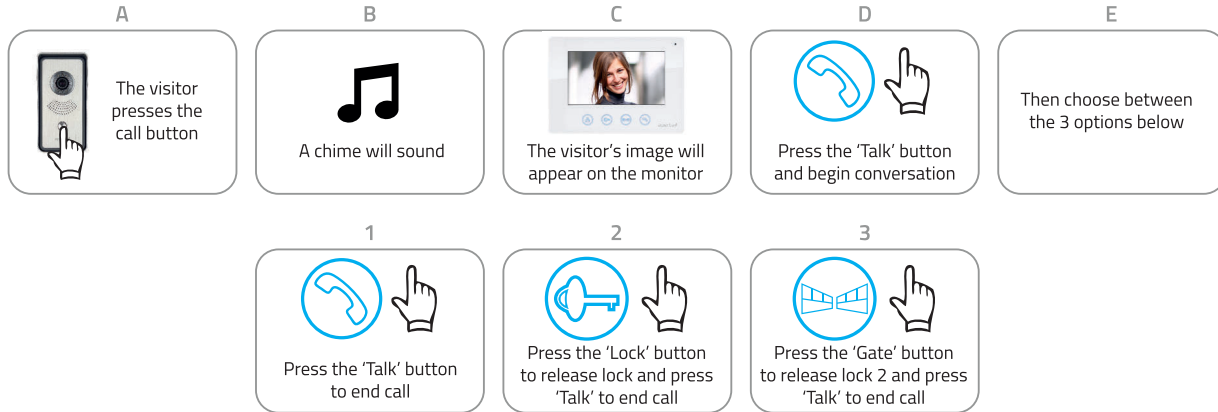 A
B
C
D
E
The visitor
presses the
call button
A chime will sound
The visitor’s image will
appear on the monitor
Press the ‘Talk’ button
and begin conversation
Then choose between
the 3 options below
1
2
3
Press the ‘Talk’ button
to end call
Press the ‘Lock’ button
to release lock and press
‘Talk’ to end call
Press the ‘Gate’ button
to release lock 2 and press
‘Talk’ to end call